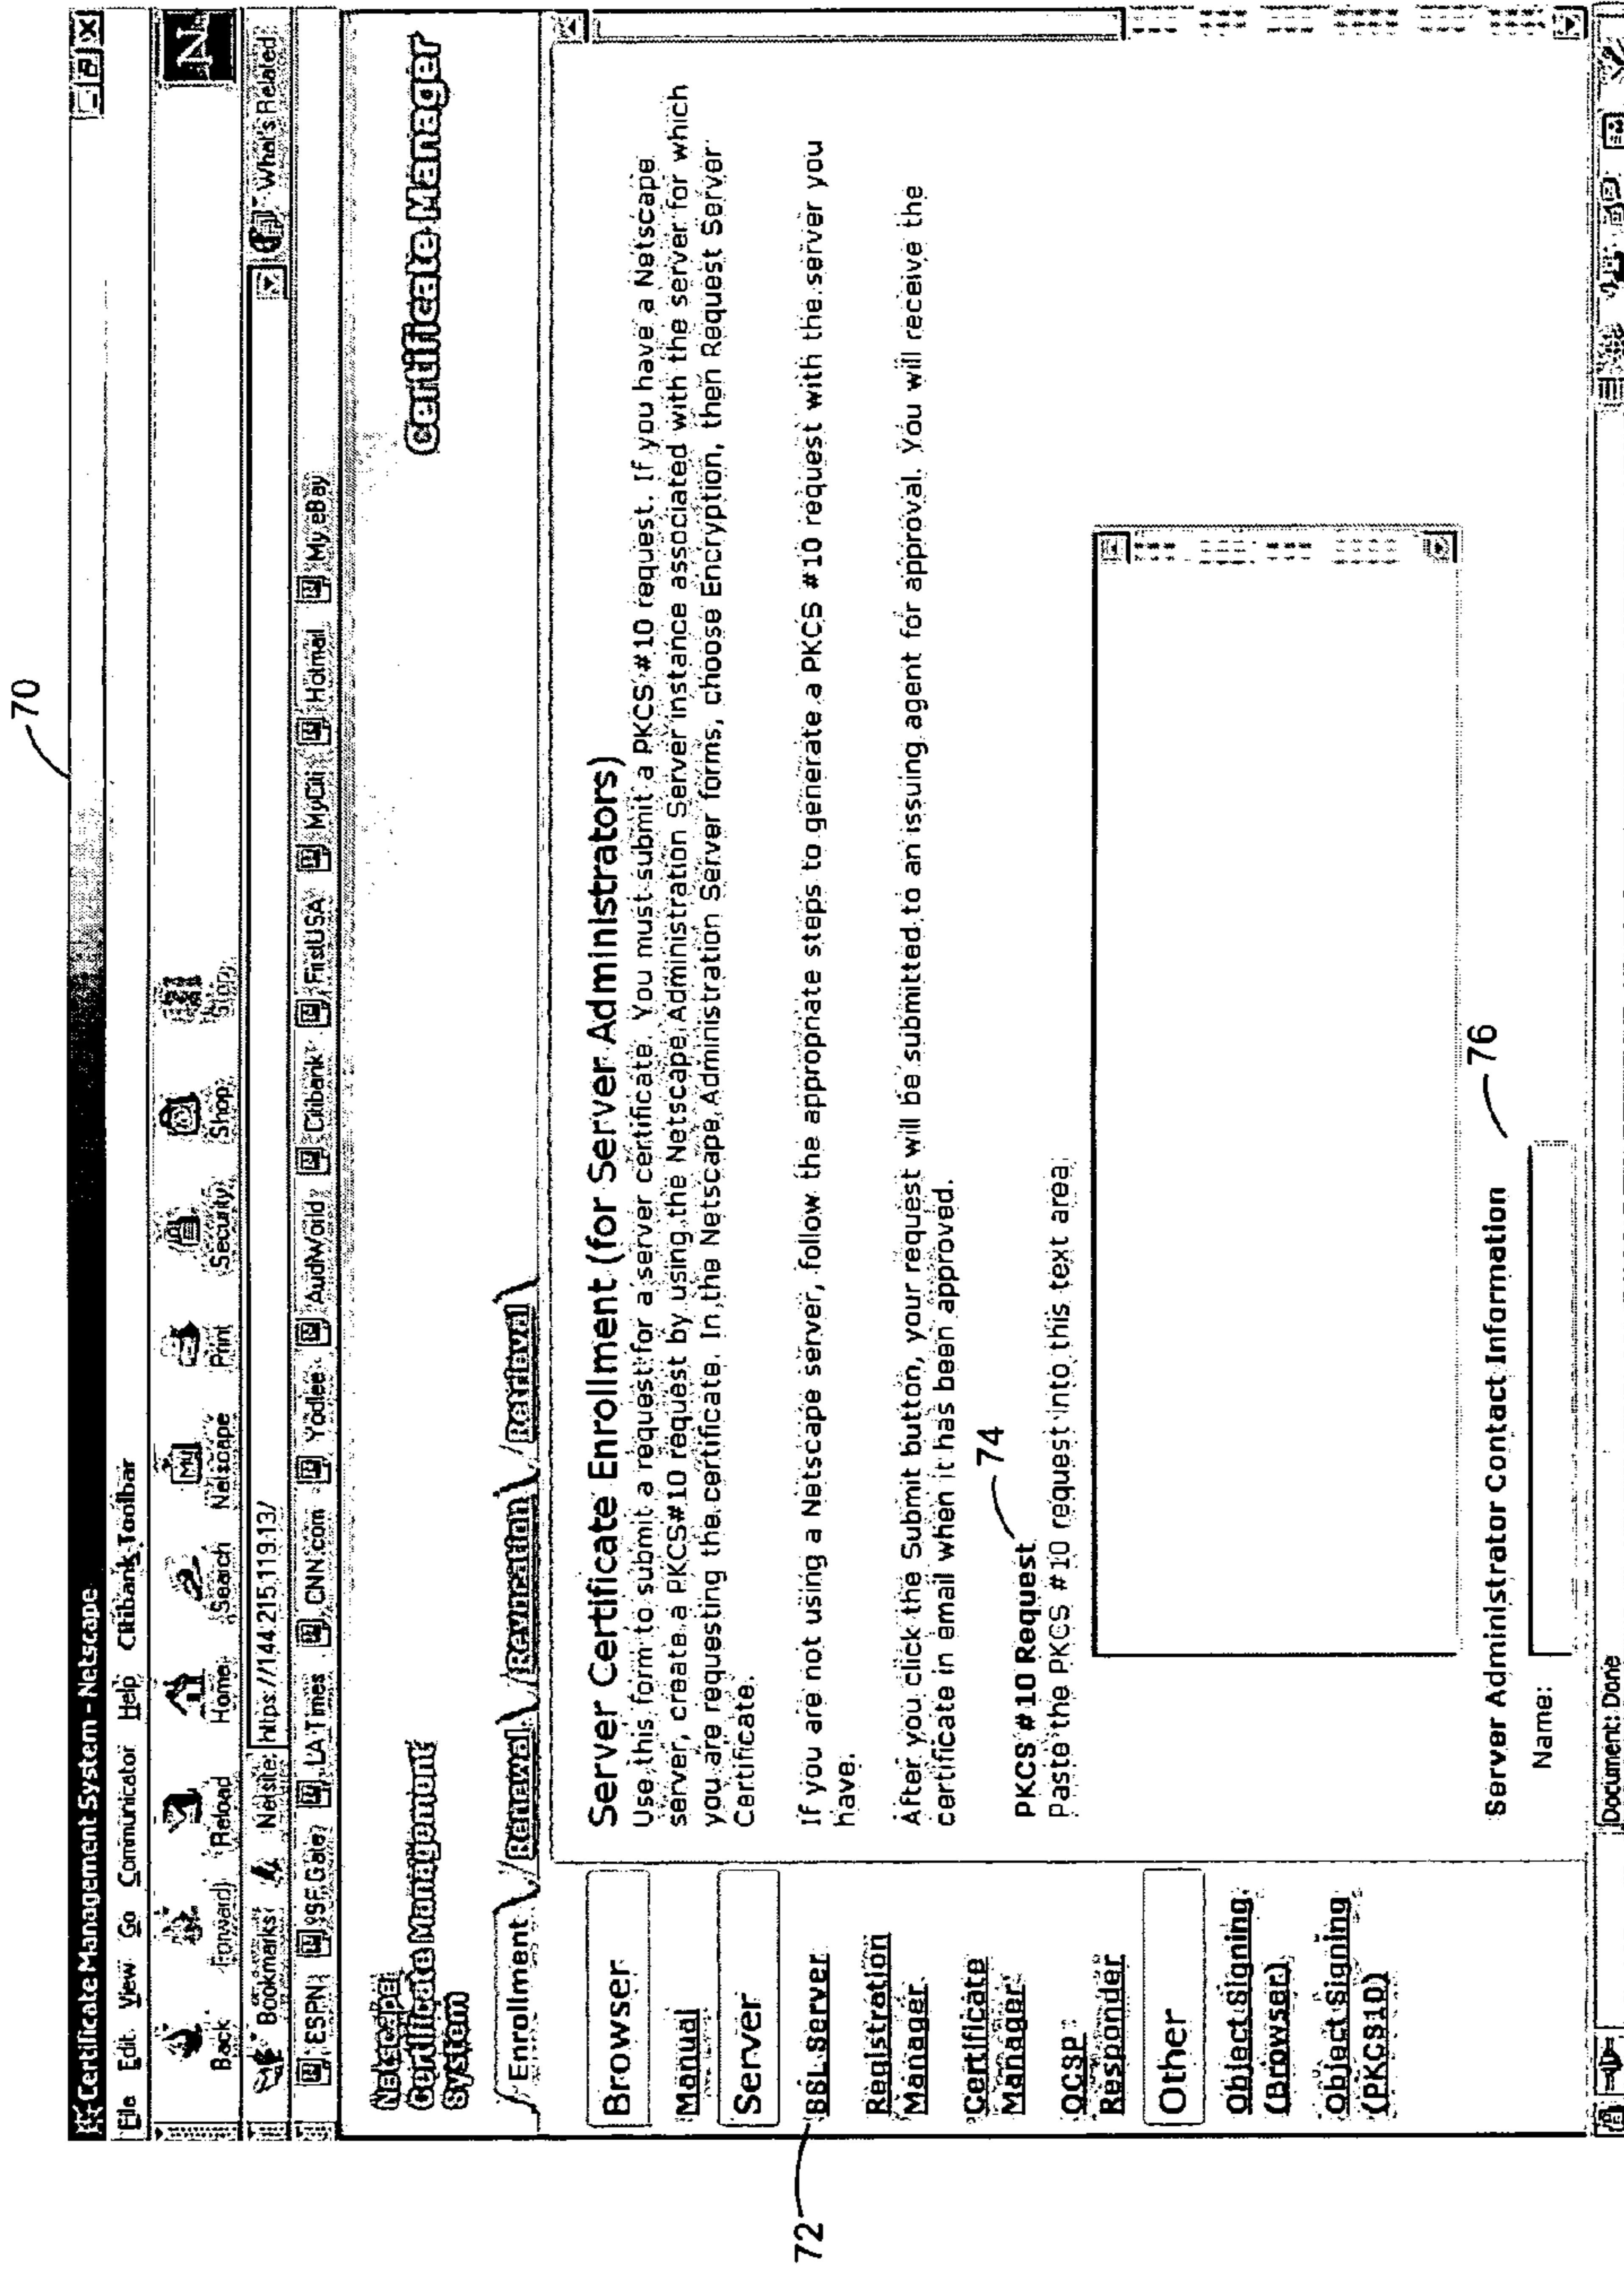 70
Certificate Management System - Netscape
File Edit View Go Communicator Help Citibank Toolbar
Back Forward Reload Home Search Netscape Print Security Shop Stop
Bookmarks Netsite: https://144.215.119.13/ What's Related
ESPN SF Gate LA Times CNN.com Yodlee AudWorld Citibank FirstUSA MyCiti Hotmail My eBay
Netscape
Certificate Management
System
Certificate Manager
Enrollment Renewal Revocation Retrieval
Browser
Manual
Server
72
SSL Server
Registration
Manager
Certificate
Manager
OCSP
Responder
Other
Object Signing
(Browser)
Object Signing
(PKCS10)
Server Certificate Enrollment (for Server Administrators)
Use this form to submit a request for a server certificate. You must submit a PKCS #10 request. If you have a Netscape
server, create a PKCS#10 request by using the Netscape Administration Server instance associated with the server for which
you are requesting the certificate. In the Netscape Administration Server forms, choose Encryption, then Request Server
Certificate.
If you are not using a Netscape server, follow the appropriate steps to generate a PKCS #10 request with the server you
have.
After you click the Submit button, your request will be submitted to an issuing agent for approval. You will receive the
certificate in email when it has been approved.
PKCS #10 Request
74
Paste the PKCS #10 request into this text area:
Server Administrator Contact Information
76
Name:
Document: Done